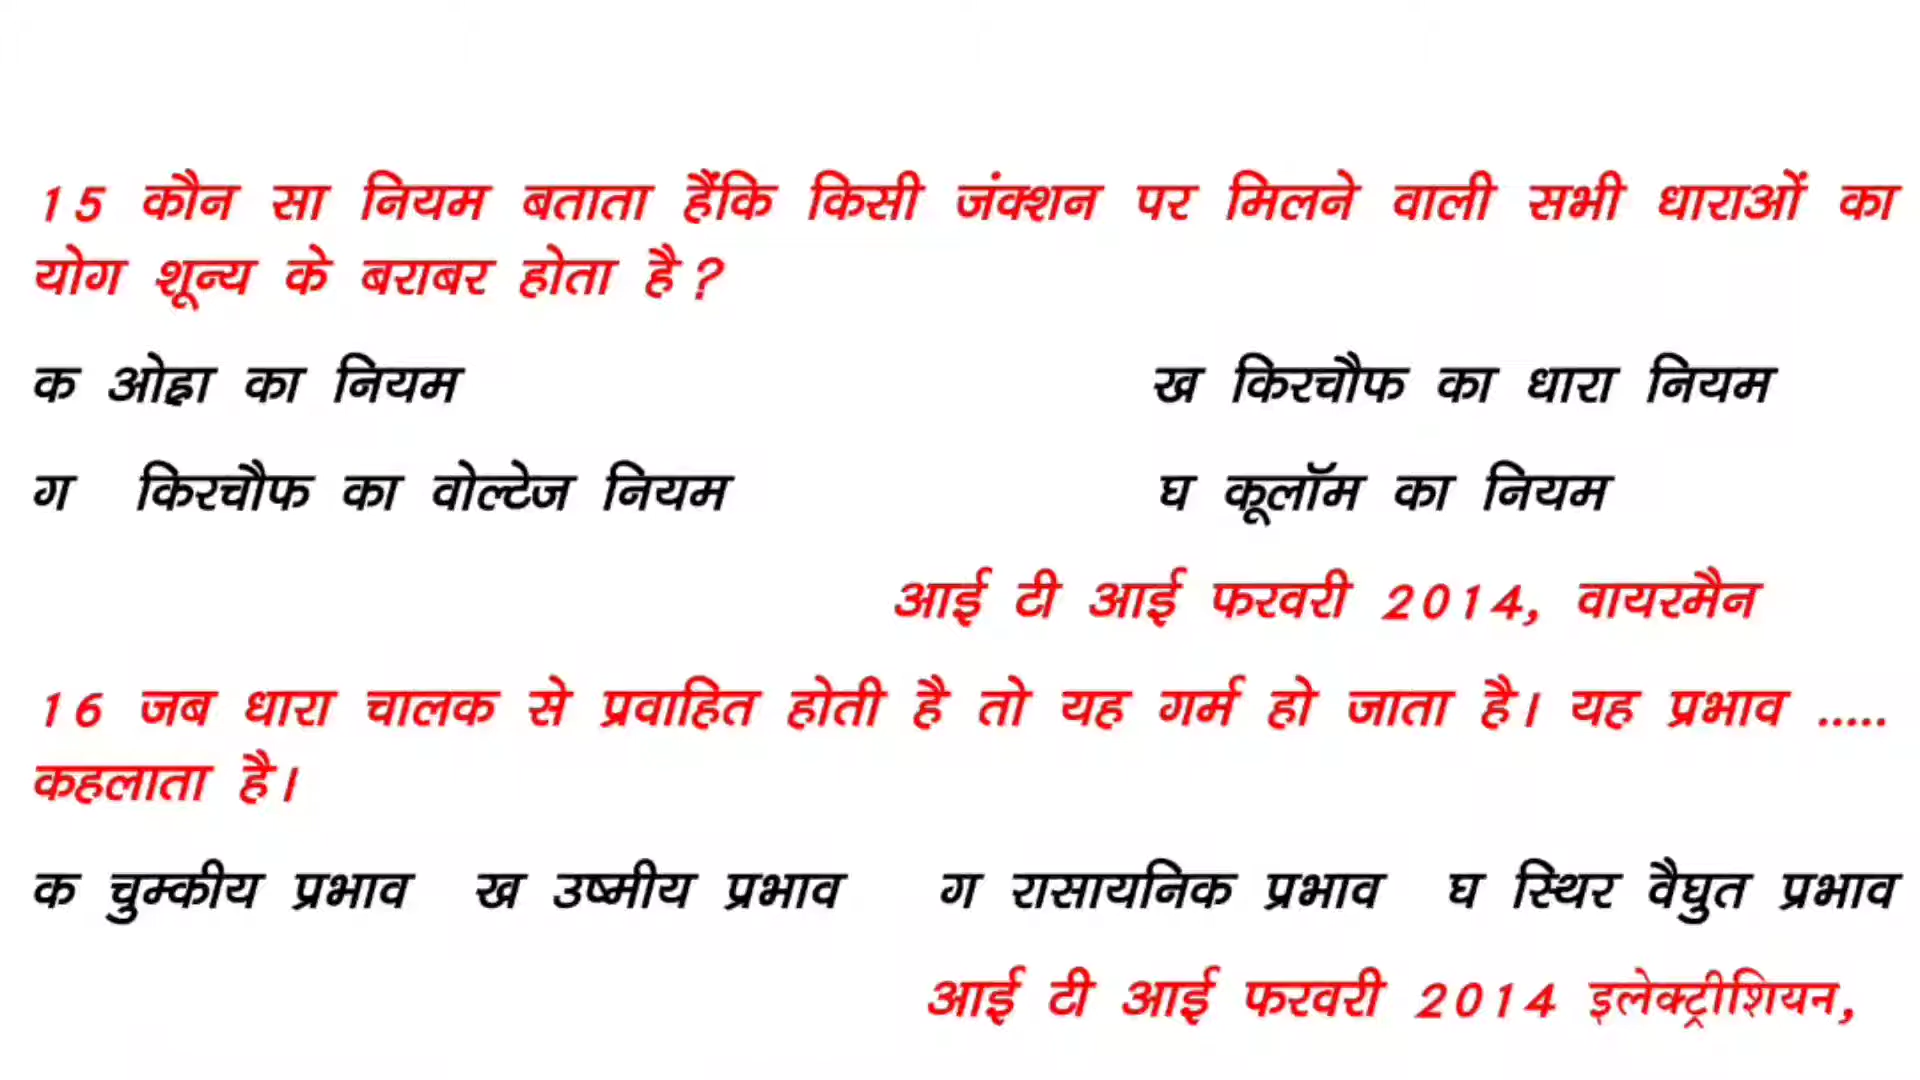 15 कौन सा नियम बताता हैंकि किसी जंक्शन पर मिलने वाली सभी धाराओं का
योग शून्य के बराबर होता है?
क ओह्म का नियम ख किरचौफ का धारा नियम
ग किरचौफ का वोल्टेज नियम घ कूलॉम का नियम
आई टी आई फरवरी 2014, वायरमैन
16 जब धारा चालक से प्रवाहित होती है तो यह गर्म हो जाता है। यह प्रभाव .....
कहलाता है।
क चुम्कीय प्रभाव ख उष्मीय प्रभाव ग रासायनिक प्रभाव घ स्थिर वैघुत प्रभाव
आई टी आई फरवरी 2014 इलेक्ट्रीशियन,